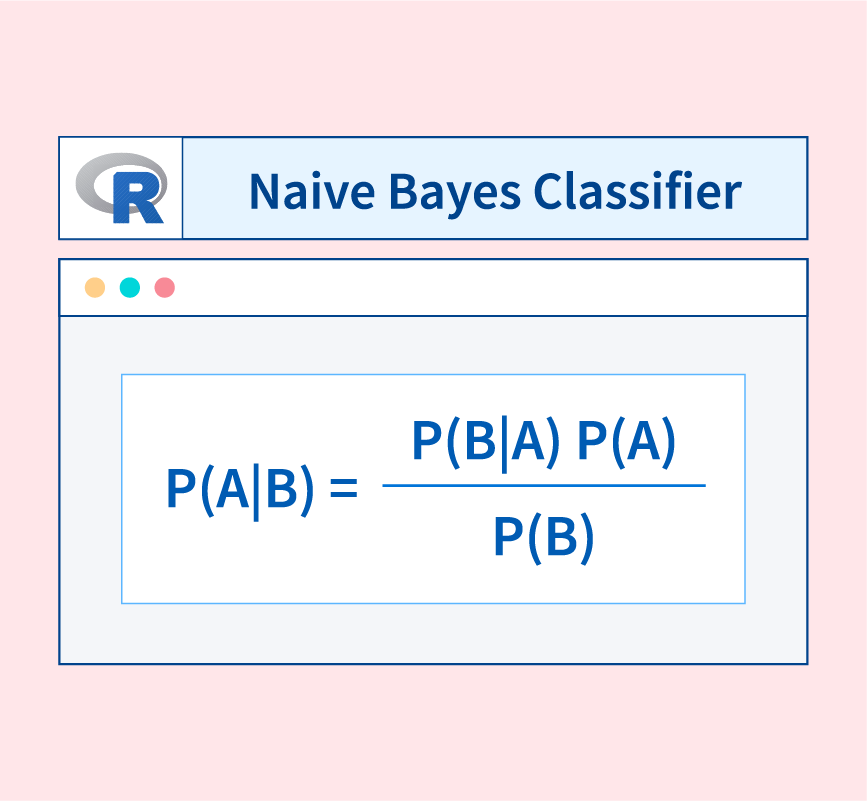 R
Naive Bayes Classifier
P(B|A) P(A)
P(A|B) =
P(B)